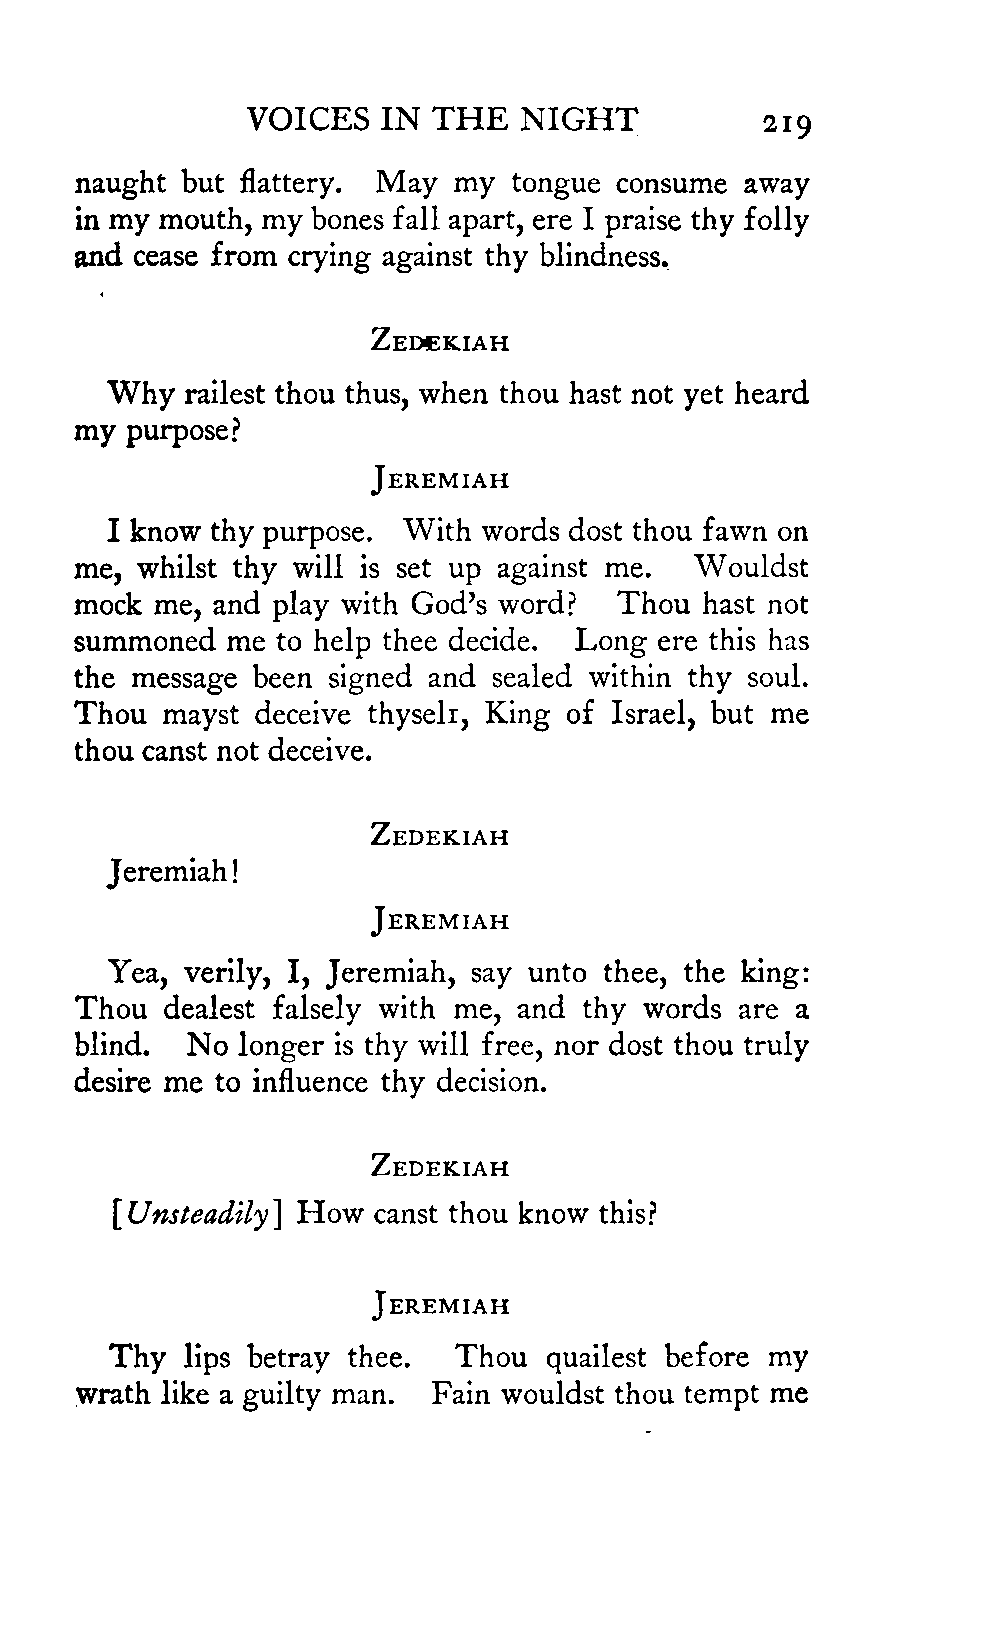 VOICES IN THE NIGHT 219
naught but flattery. May my tongue consume away
in my mouth, my bones fall apart, ere I praise thy folly
and cease from crying against thy blindness.
ZEDEKIAH
Why railest thou thus, when thou hast not yet heard
my purpose?
JEREMIAH
I know thy purpose. With words dost thou fawn on
me, whilst thy will is set up against me. Wouldst
mock me, and play with God's word? Thou hast not
summoned me to help thee decide. Long ere this has
the message been signed and sealed within thy soul.
Thou mayst deceive thyself, King of Israel, but me
thou canst not deceive.
ZEDEKIAH
Jeremiah!
JEREMIAH
Yea, verily, I, Jeremiah, say unto thee, the king:
Thou dealest falsely with me, and thy words are a
blind. No longer is thy will free, nor dost thou truly
desire me to influence thy decision.
ZEDEKIAH
[Unsteadily] How canst thou know this?
JEREMIAH
Thy lips betray thee. Thou quailest before my
wrath like a guilty man. Fain wouldst thou tempt me